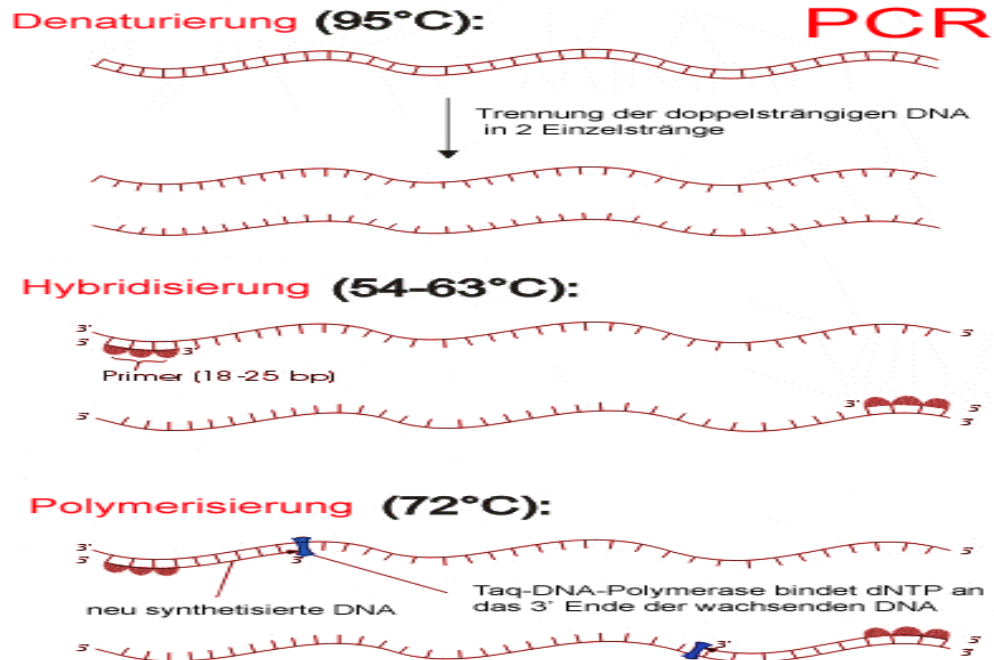 Denaturierung (95°C):
PCR
Trennung der doppelsträngigen DNA
in 2 Einzelstränge
Hybridisierung (54-63°C):
3'
5'
5'
3'
Primer (18-25 bp)
3'
5'
5'
3'
Polymerisierung (72°C):
3'
5'
5'
3'
Taq-DNA-Polymerase bindet dNTP an
das 3' Ende der wachsenden DNA
neu synthetisierte DNA
3'
5'
5'
3'